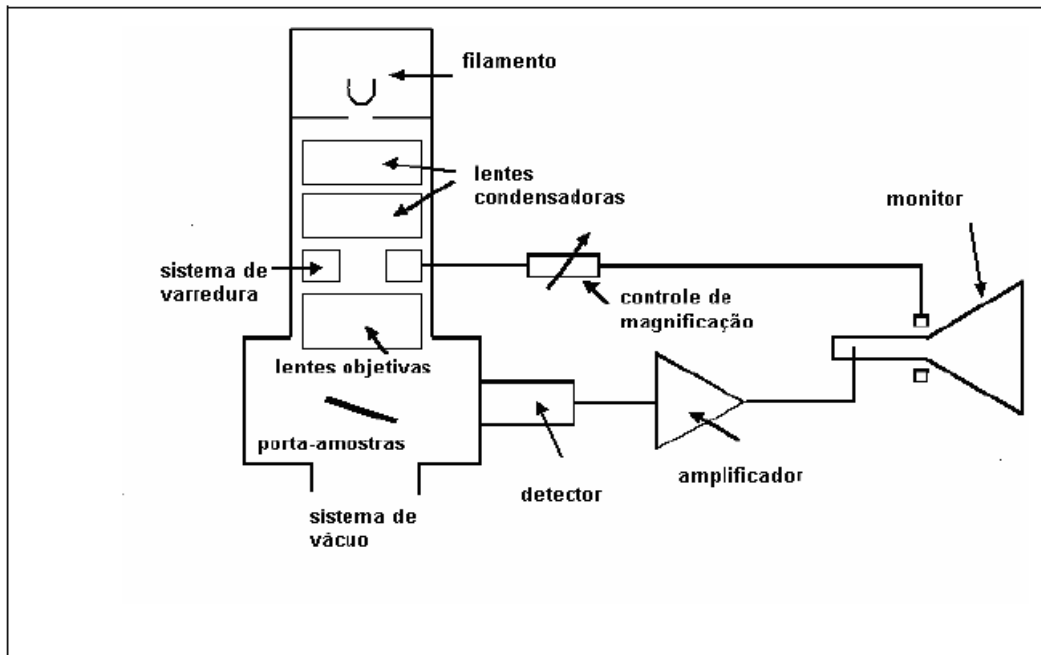 filamento
lentes
condensadoras
monitor
sistema de
varredura
controle de
magnificação
lentes objetivas
porta-amostras
amplificador
detector
sistema de
vácuo